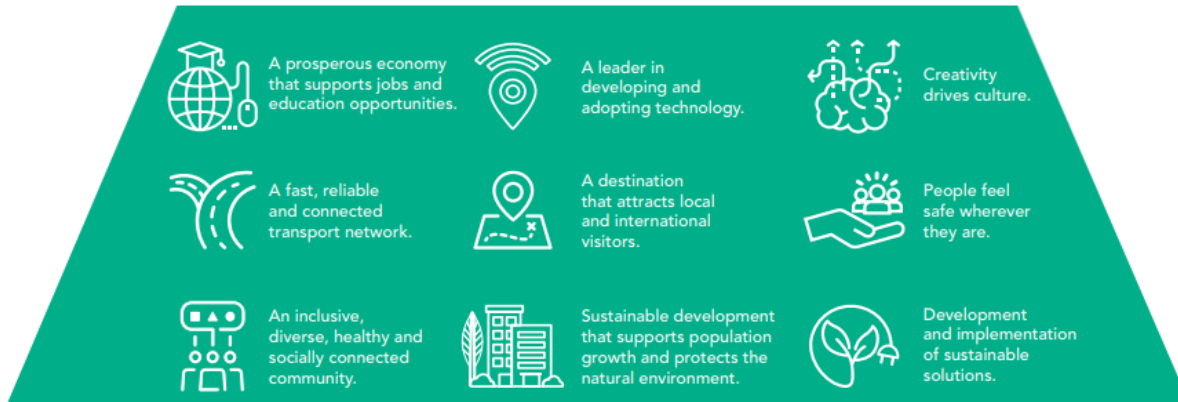 A prosperous economy
that supports jobs and
education opportunities.
A leader in
developing and
adopting technology.
Creativity
drives culture.
A fast, reliable
and connected
transport network.
A destination
that attracts local
and international
visitors.
People feel
safe wherever
they are.
An inclusive,
diverse, healthy and
socially connected
community.
Sustainable development
that supports population
growth and protects the
natural environment.
Development
and implementation
of sustainable
solutions.